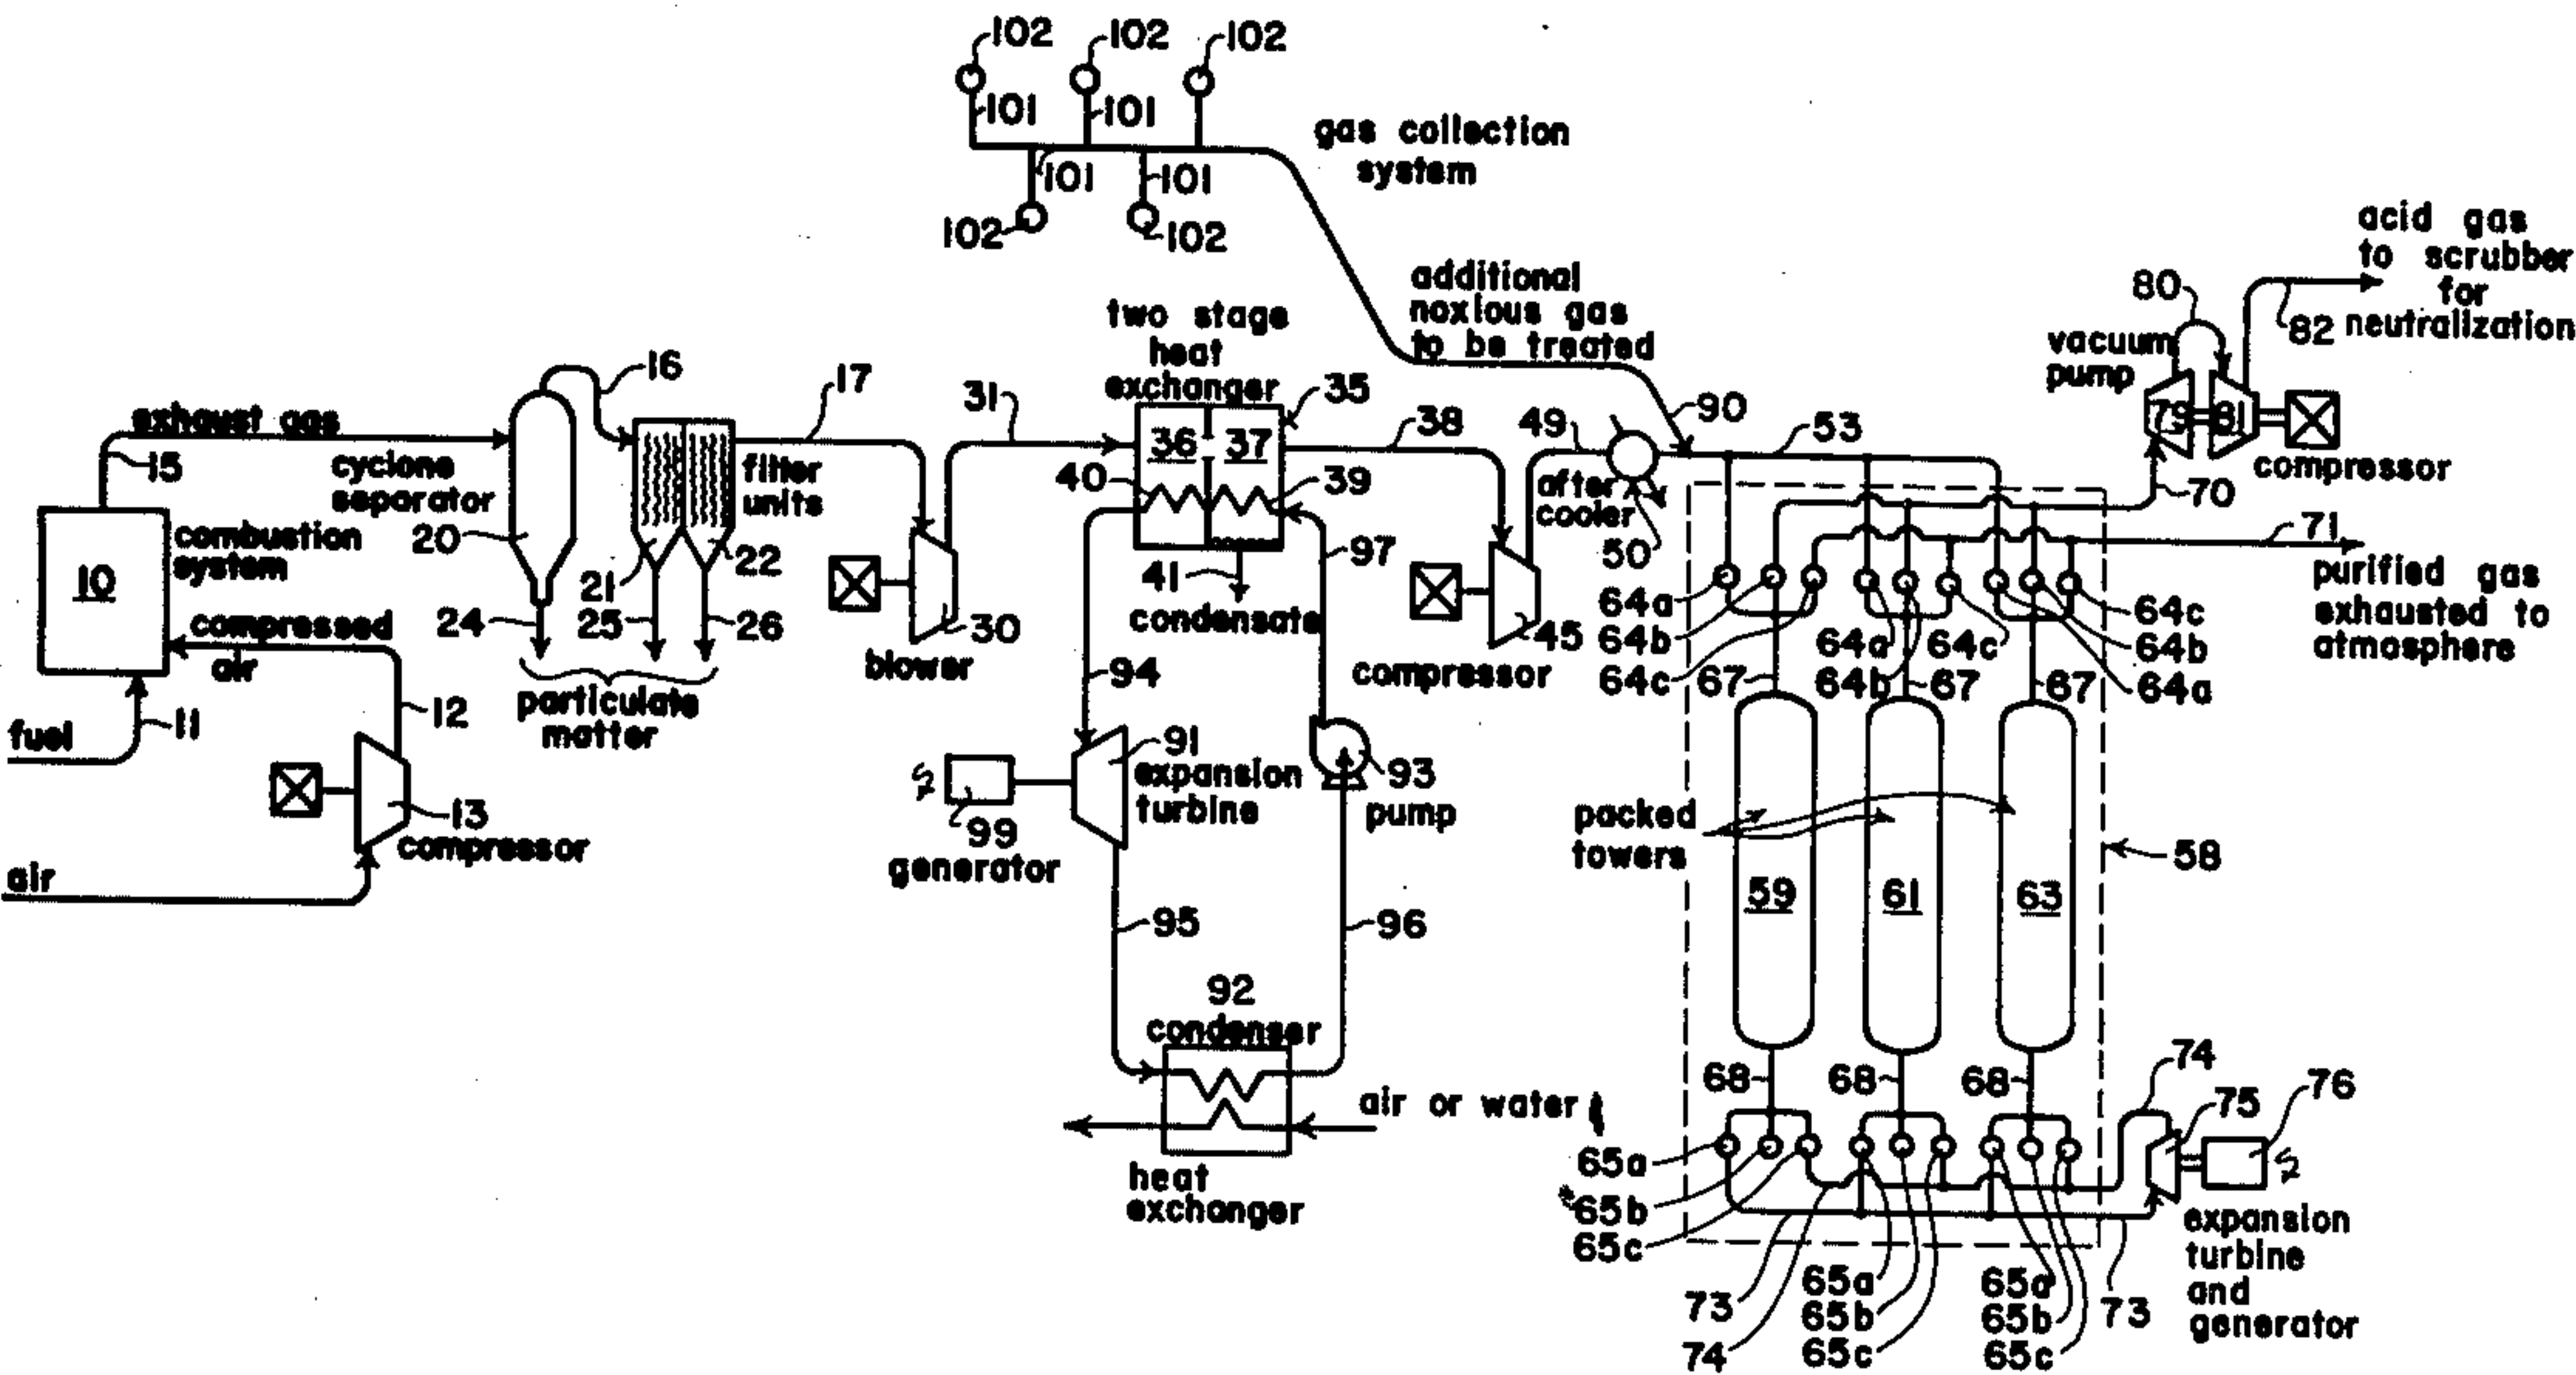 102
102
102
101
101
101
101
102
102
gas collection
system
additional
noxious gas
to be treated
90
acid gas
to scrubber
for
neutralization
82
80
vacuum
pump
79
81
compressor
70
71
purified gas
exhausted to
atmosphere
exhaust gas
15
16
17
cyclone
separator
20
filter
units
21
22
24
25
26
particulate
matter
10
combustion
system
compressed
air
12
11
fuel
13
compressor
air
31
30
blower
two stage
heat
exchanger
35
36
37
40
39
41
condensate
38
49
after
cooler
50
53
45
compressor
97
94
91
expansion
turbine
99
generator
93
pump
95
96
92
condenser
air or water
heat
exchanger
64a
64b
64c
64a
64b
64c
64c
64b
64a
67
67
67
packed
towers
59
61
63
58
68
68
68
74
75
76
65a
*65b
65c
73
74
65a
65b
65c
65a
65b
65c
73
expansion
turbine
and
generator